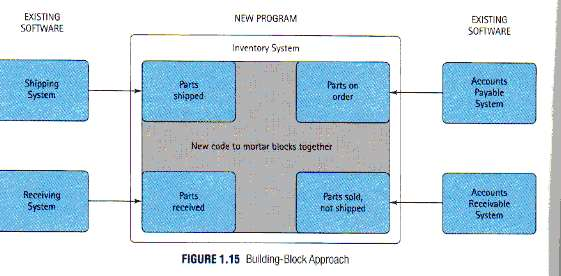 EXISTING
SOFTWARE
NEW PROGRAM
EXISTING
SOFTWARE
Inventory System
Shipping
System
Parts
shipped
Parts on
order
Accounts
Payable
System
New code to mortar blocks together
Receiving
System
Parts
received
Parts sold,
not shipped
Accounts
Receivable
System
FIGURE 1.15 Building-Block Approach